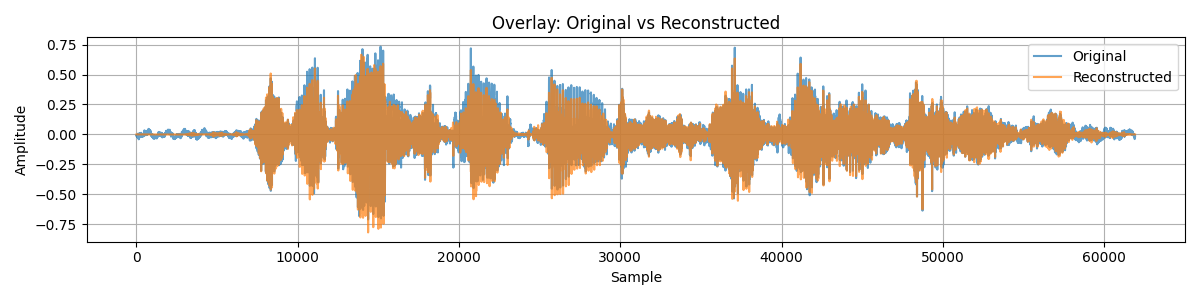 Overlay: Original vs Reconstructed
Amplitude
0.75
0.50
0.25
0.00
−0.25
−0.50
−0.75
Original
Reconstructed
0
10000
20000
30000
40000
50000
60000
Sample